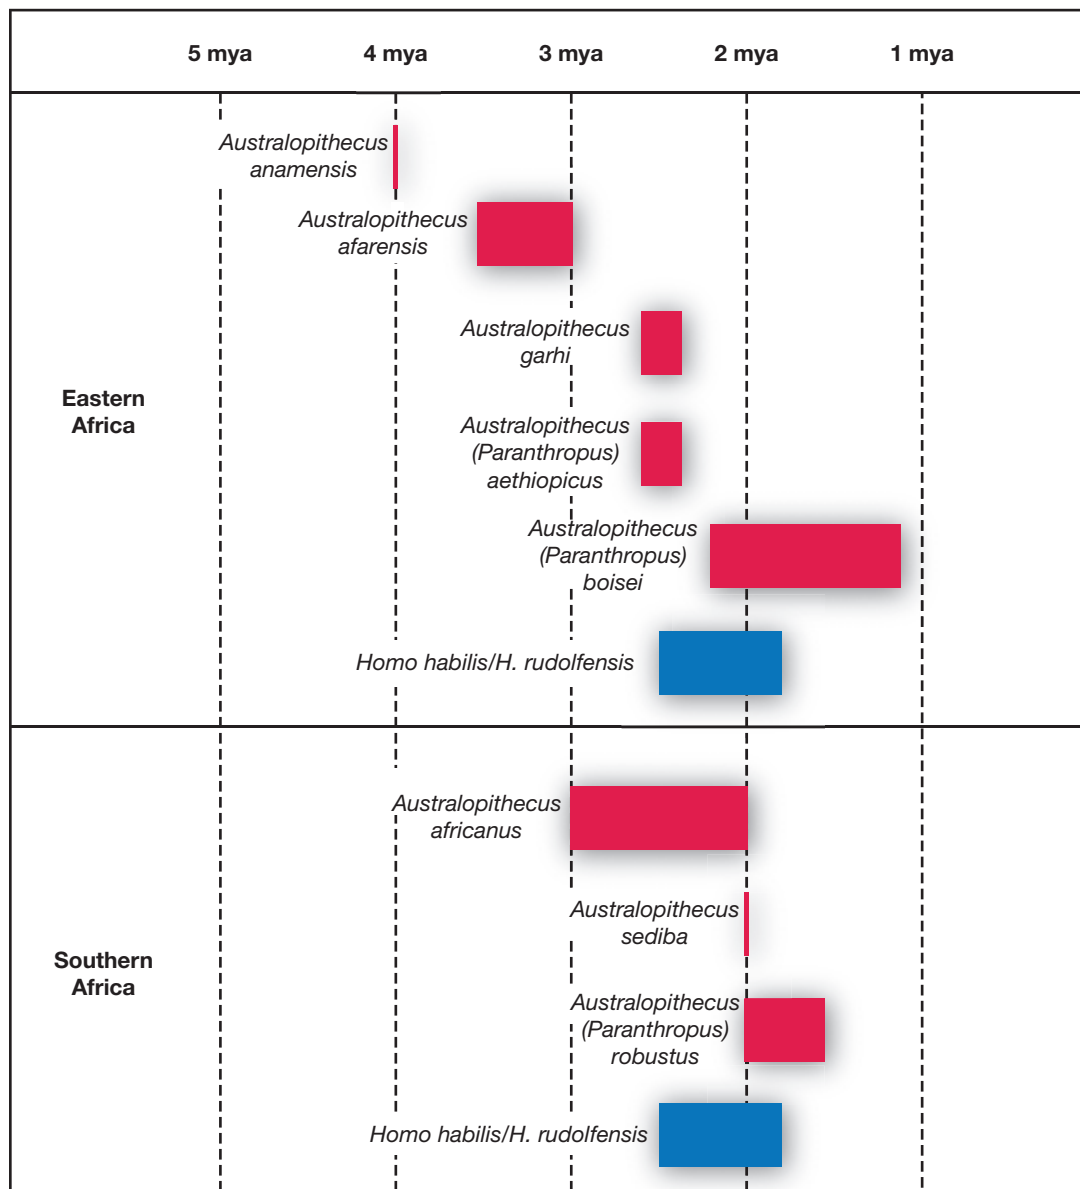 5 mya 4 mya 3 mya 2 mya 1 mya
Australopithecus
anamensis
Australopithecus
afarensis
Australopithecus
garhi
Eastern
Africa
Australopithecus
(Paranthropus)
aethiopicus
Australopithecus
(Paranthropus)
boisei
Homo habilis/H. rudolfensis
Australopithecus
africanus
Australopithecus
sediba
Southern
Africa
Australopithecus
(Paranthropus)
robustus
Homo habilis/H. rudolfensis